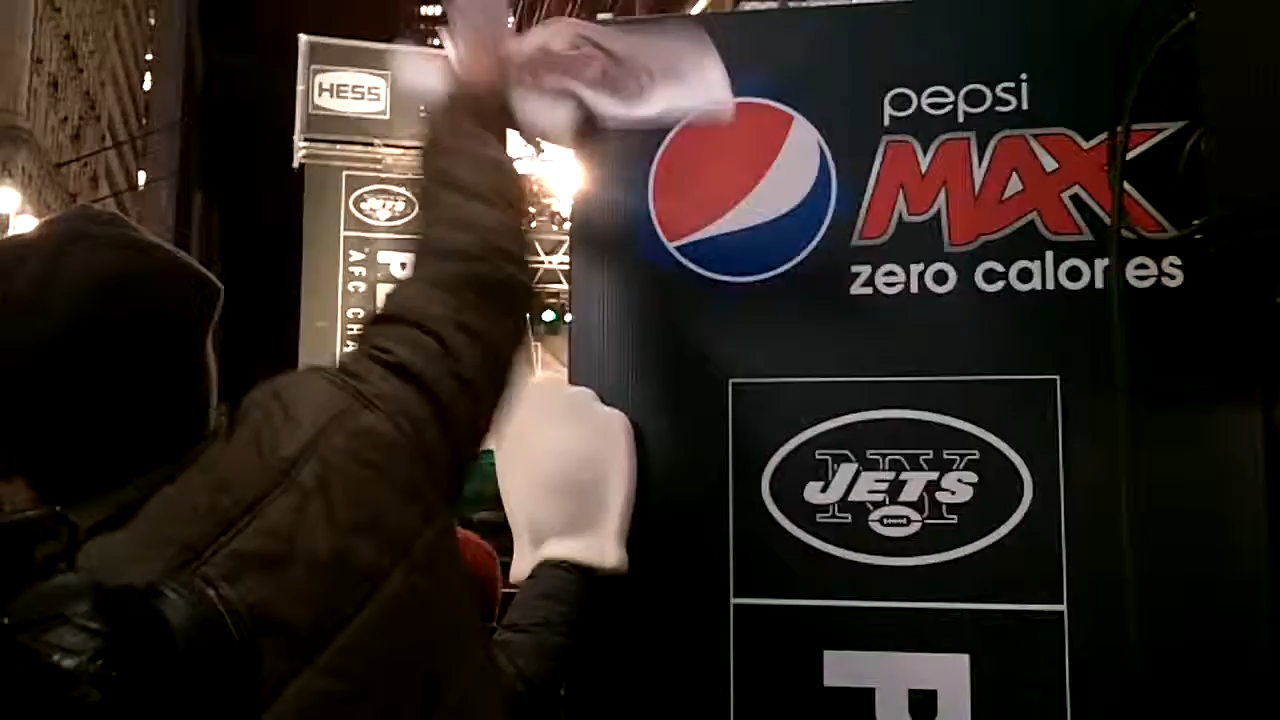 HESS
JETS
AFC CHA
pepsi
MAX
zero calories
NY
JETS
P